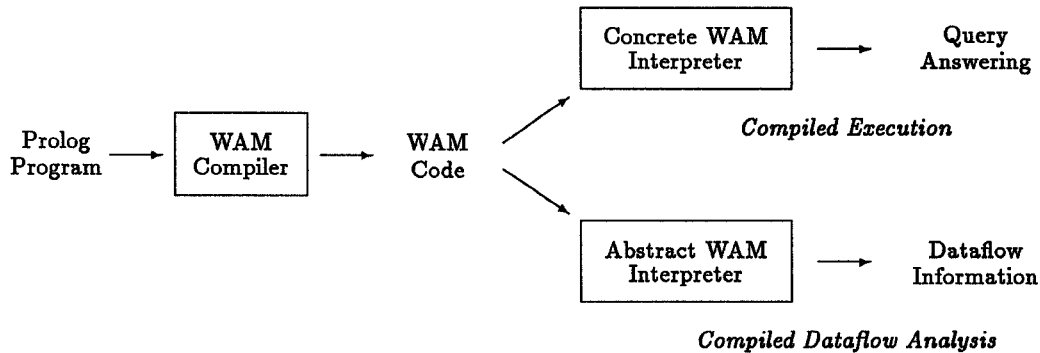 Prolog
Program
WAM
Compiler
WAM
Code
Concrete WAM
Interpreter
Query
Answering
Compiled Execution
Abstract WAM
Interpreter
Dataflow
Information
Compiled Dataflow Analysis